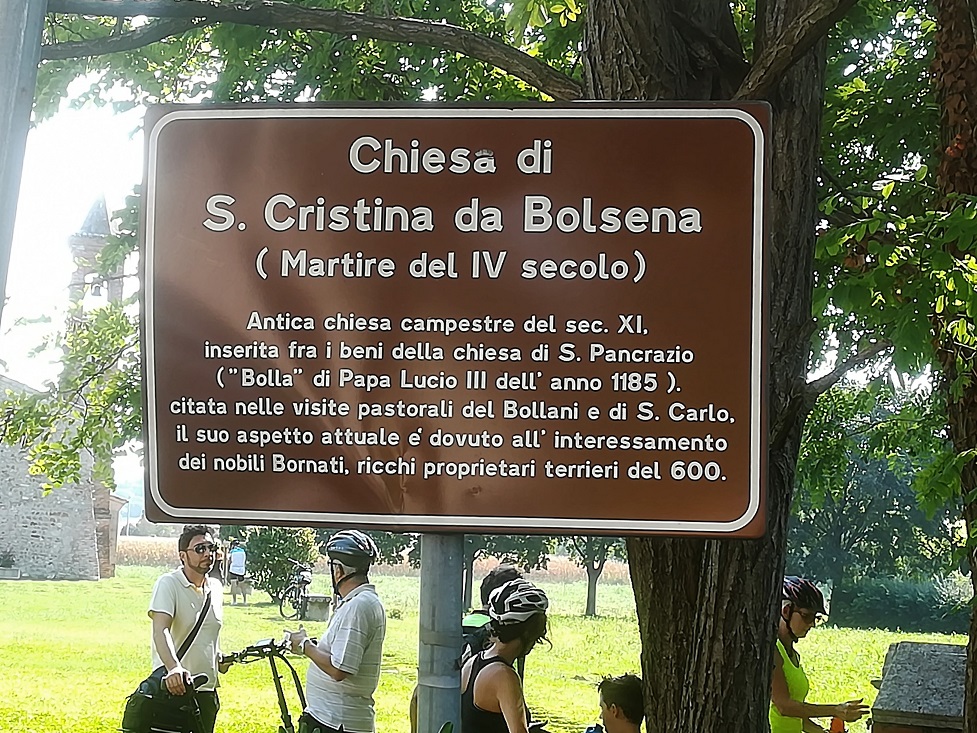 Chiesa di
S. Cristina da Bolsena
( Martire del IV secolo)
Antica chiesa campestre del sec. XI,
inserita fra i beni della chiesa di S. Pancrazio
("Bolla" di Papa Lucio III dell' anno 1185 ).
citata nelle visite pastorali del Bollani e di S. Carlo,
il suo aspetto attuale e' dovuto all' interessamento
dei nobili Bornati, ricchi proprietari terrieri del 600.